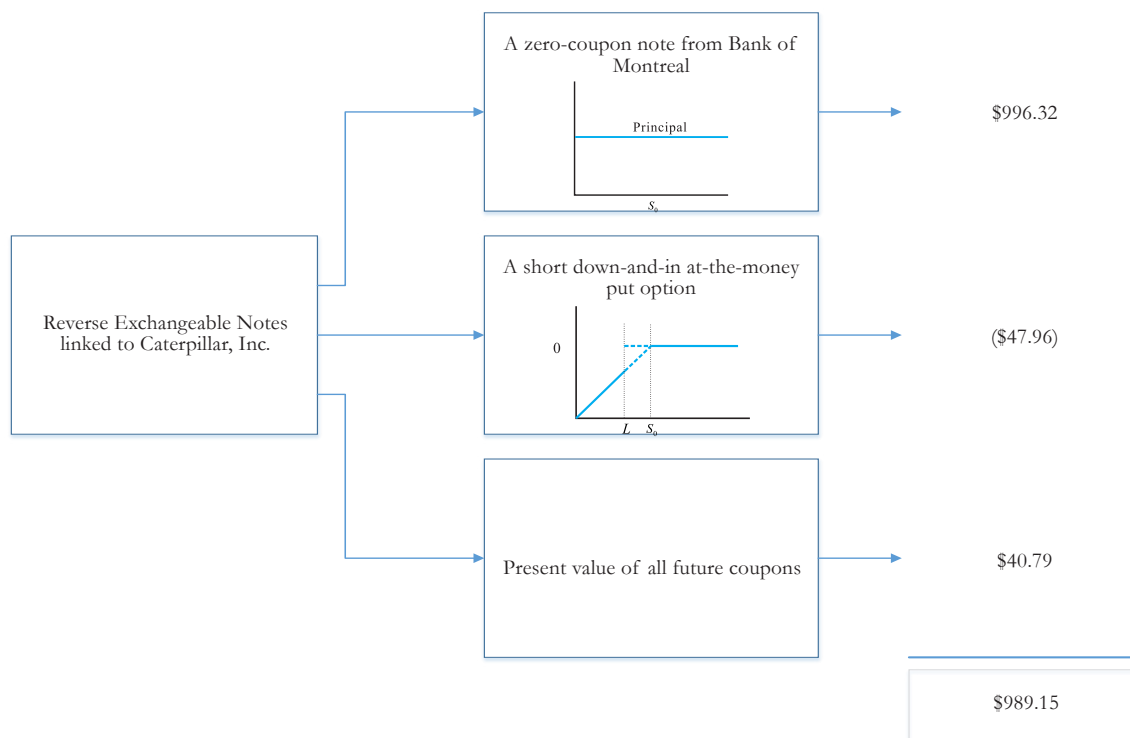 A zero-coupon note from Bank of
Montreal
Principal
S₀
$996.32
Reverse Exchangeable Notes
linked to Caterpillar, Inc.
A short down-and-in at-the-money
put option
0
L S₀
($47.96)
Present value of all future coupons
$40.79
$989.15